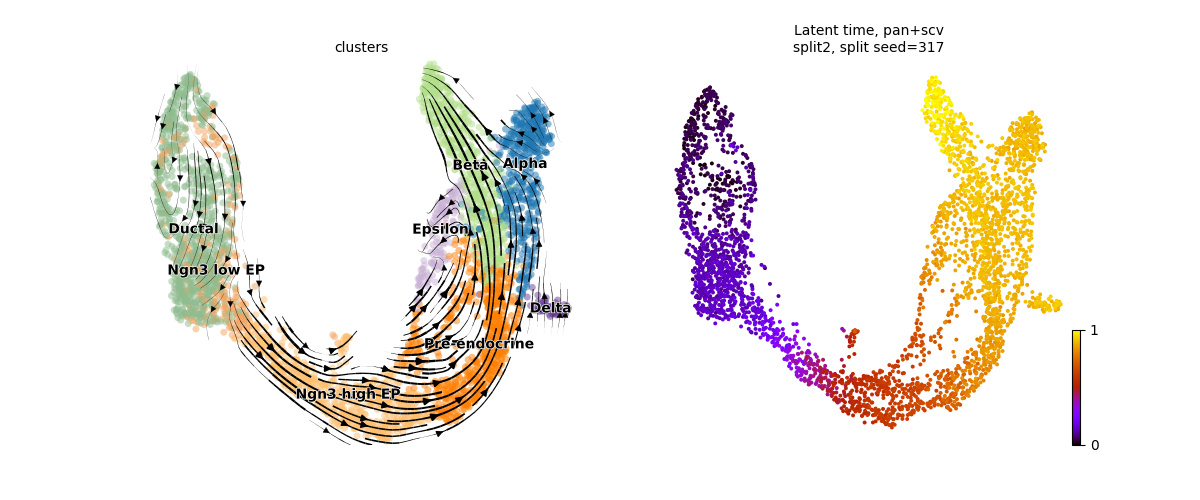 clusters
Beta
Alpha
Epsilon
Ductal
Ngn3 low EP
Delta
Pre-endocrine
Ngn3 high EP
Latent time, pan+scv
split2, split seed=317
1
0